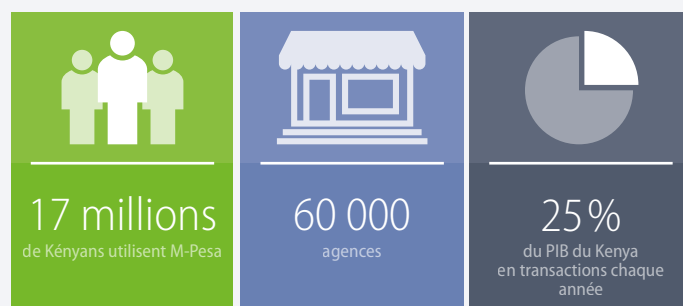 17 millions
de Kényans utilisent M-Pesa
60 000
agences
25%
du PIB du Kenya
en transactions chaque
année